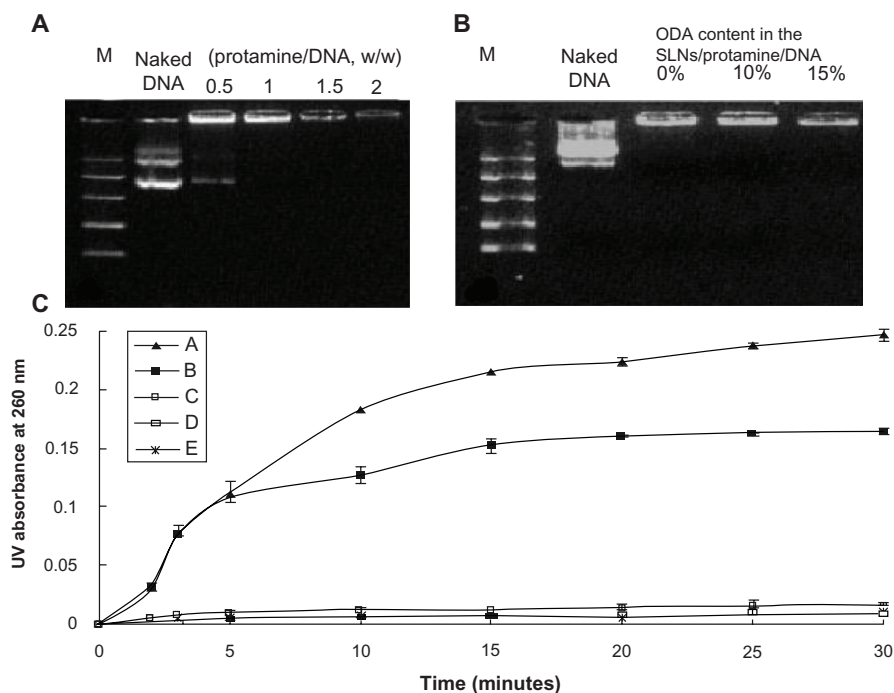 A
M
Naked
DNA
(protamine/DNA, w/w)
0.5 1 1.5 2
B
M
Naked
DNA
ODA content in the
SLNs/protamine/DNA
0% 10% 15%
C
UV absorbance at 260 nm
0.25
0.2
0.15
0.1
0.05
0
A
B
C
D
E
0 5 10 15 20 25 30
Time (minutes)